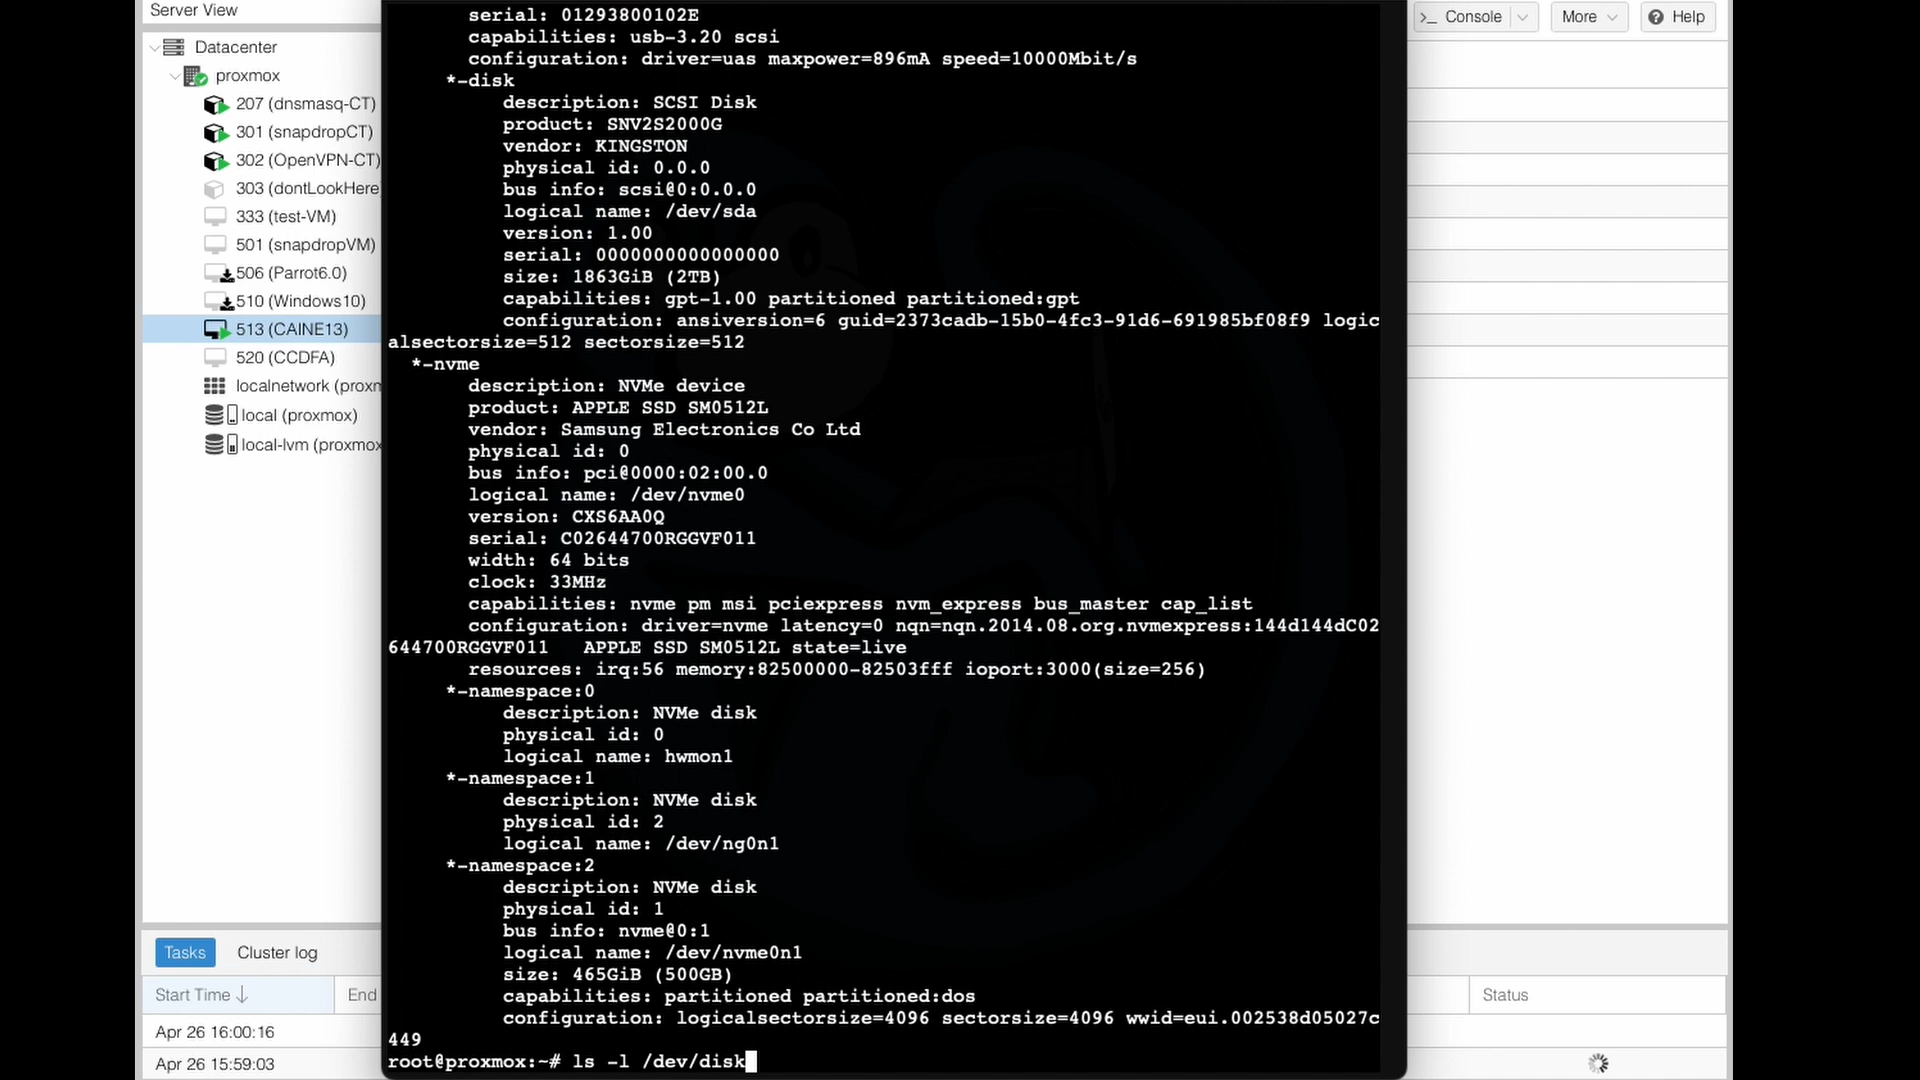 Server View
Datacenter
proxmox
207 (dnsmasq-CT)
301 (snapdropCT)
302 (OpenVPN-CT)
303 (dontLookHere
333 (test-VM)
501 (snapdropVM)
506 (Parrot6.0)
510 (Windows10)
513 (CAINE13)
520 (CCDFA)
localnetwork (proxm
local (proxmox)
local-lvm (proxmox
serial: 01293800102E
capabilities: usb-3.20 scsi
configuration: driver=uas maxpower=896mA speed=10000Mbit/s
*-disk
description: SCSI Disk
product: SNV2S2000G
vendor: KINGSTON
physical id: 0.0.0
bus info: scsi@0:0.0.0
logical name: /dev/sda
version: 1.00
serial: 0000000000000000
size: 1863GiB (2TB)
capabilities: gpt-1.00 partitioned partitioned:gpt
configuration: ansiversion=6 guid=2373cadb-15b0-4fc3-91d6-691985bf08f9 logic
alsectorsize=512 sectorsize=512
*-nvme
description: NVMe device
product: APPLE SSD SM0512L
vendor: Samsung Electronics Co Ltd
physical id: 0
bus info: pci@0000:02:00.0
logical name: /dev/nvme0
version: CXS6AA0Q
serial: C02644700RGGVF011
width: 64 bits
clock: 33MHz
capabilities: nvme pm msi pciexpress nvm_express bus_master cap_list
configuration: driver=nvme latency=0 nqn=nqn.2014.08.org.nvmexpress:144d144dC02
644700RGGVF011   APPLE SSD SM0512L state=live
resources: irq:56 memory:82500000-82503fff ioport:3000(size=256)
*-namespace:0
description: NVMe disk
physical id: 0
logical name: hwmon1
*-namespace:1
description: NVMe disk
physical id: 2
logical name: /dev/ng0n1
*-namespace:2
description: NVMe disk
physical id: 1
bus info: nvme@0:1
logical name: /dev/nvme0n1
size: 465GiB (500GB)
capabilities: partitioned partitioned:dos
configuration: logicalsectorsize=4096 sectorsize=4096 wwid=eui.002538d05027c
449
root@proxmox:~# ls -l /dev/disk
>_ Console
More
Help
Tasks
Cluster log
Start Time
End
Status
Apr 26 16:00:16
Apr 26 15:59:03